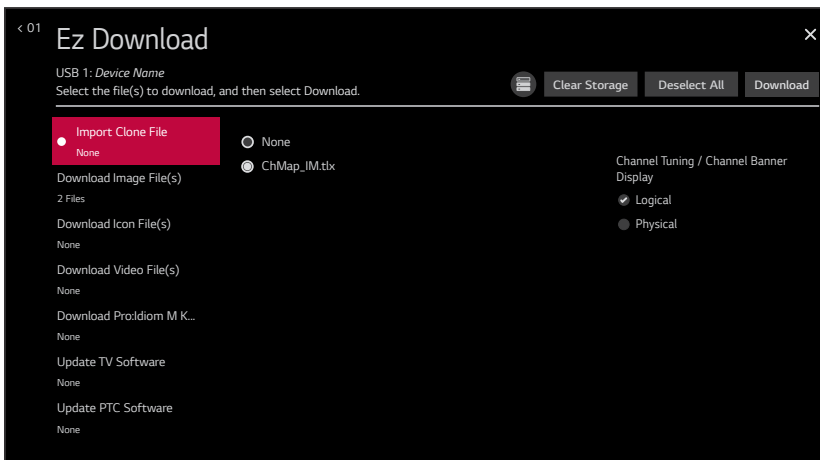 < 01
Ez Download
USB 1: Device Name
Select the file(s) to download, and then select Download.
Clear Storage
Deselect All
Download
Import Clone File
None
Download Image File(s)
2 Files
Download Icon File(s)
None
Download Video File(s)
None
Download Pro:Idiom M K...
None
Update TV Software
None
Update PTC Software
None
None
ChMap_IM.tlx
Channel Tuning / Channel Banner
Display
Logical
Physical